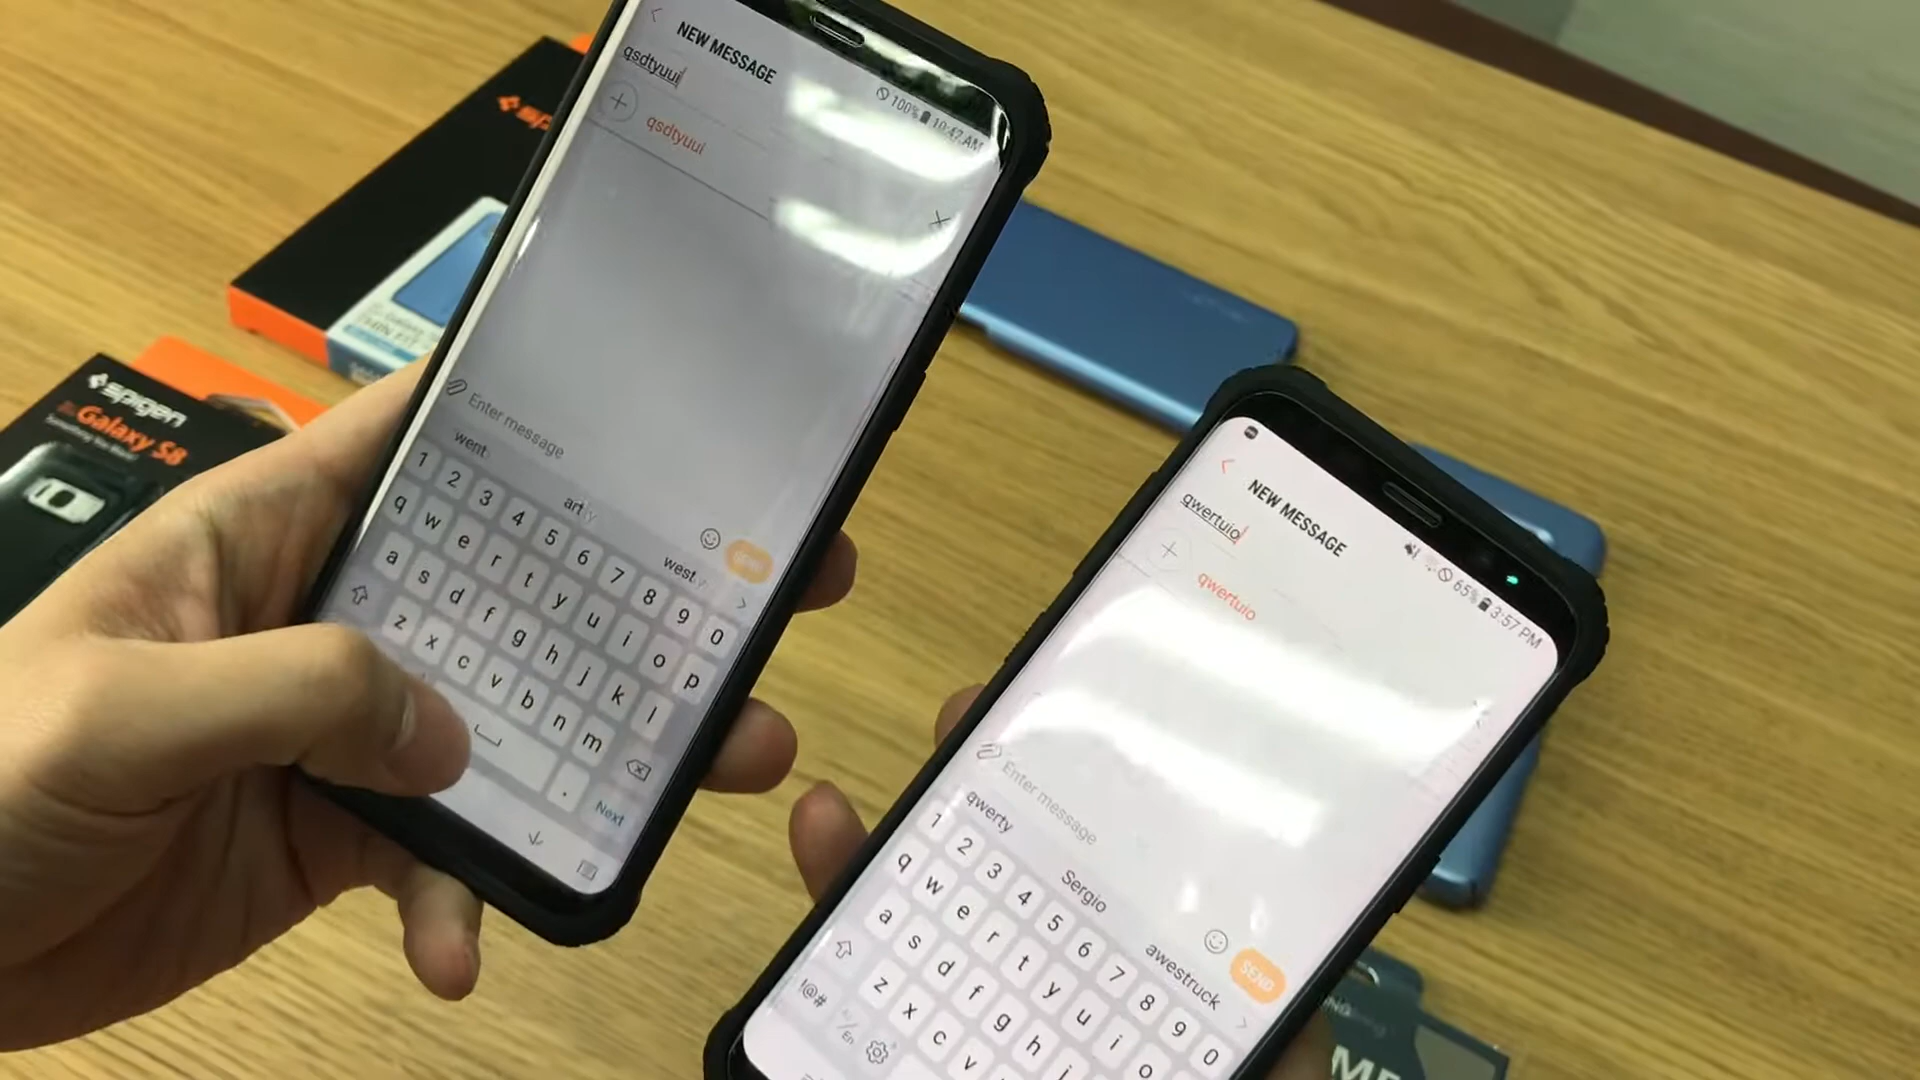 NEW MESSAGE
100% 10:42 AM
qsdtyuui
qsdtyuui
Enter message
went
art
west
1 2 3 4 5 6 7 8 9 0
q w e r t y u i o p
a s d f g h j k l
z x c v b n m
.
Next
spigen
Galaxy S8
NEW MESSAGE
65% 3:57 PM
qwertuio
qwertuio
Enter message
SEND
qwerty
Sergio
awestruck
1 2 3 4 5 6 7 8 9 0
q w e r t y u i o
a s d f g h j
z x c v
!@#
En